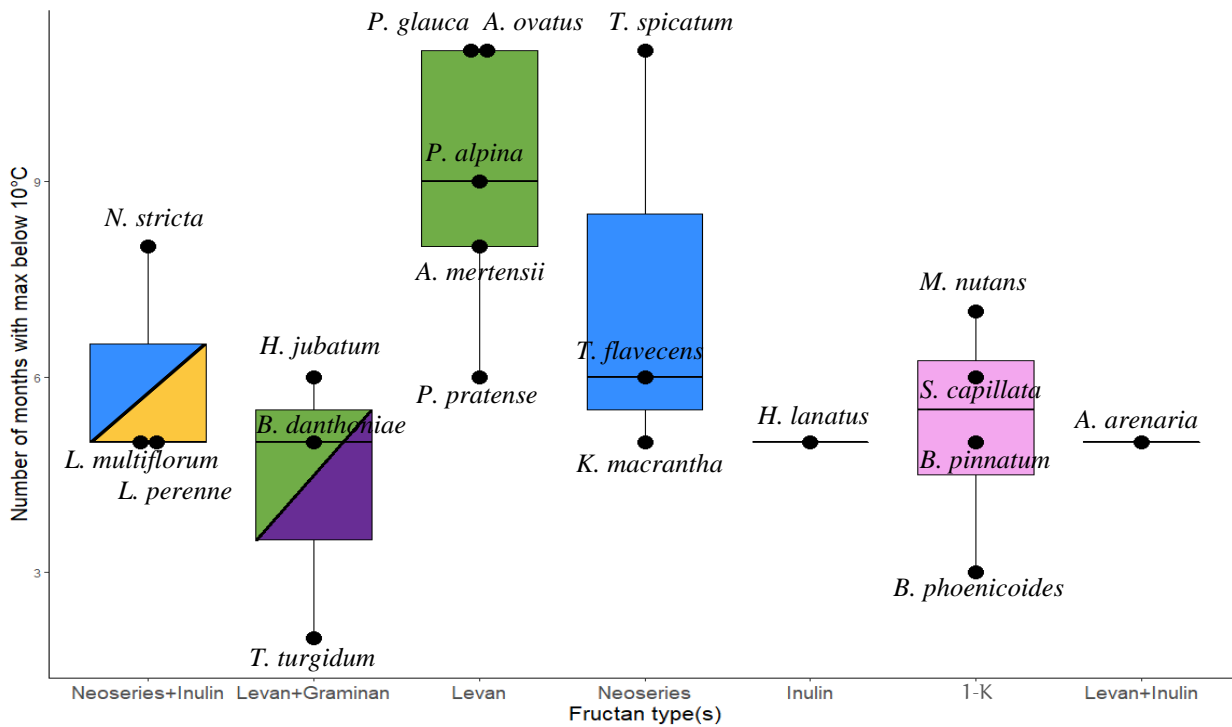 P. glauca A. ovatus T. spicatum
N. stricta
P. alpina
A. mertensii
M. nutans
H. jubatum
T. flavecens
P. pratense
S. capillata
B. danthoniae
H. lanatus
A. arenaria
L. multiflorum
K. macrantha
B. pinnatum
L. perenne
B. phoenicoides
T. turgidum
Number of months with max below 10°C
9
6
3
Neoseries+Inulin Levan+Graminan Levan Neoseries Inulin 1-K Levan+Inulin
Fructan type(s)